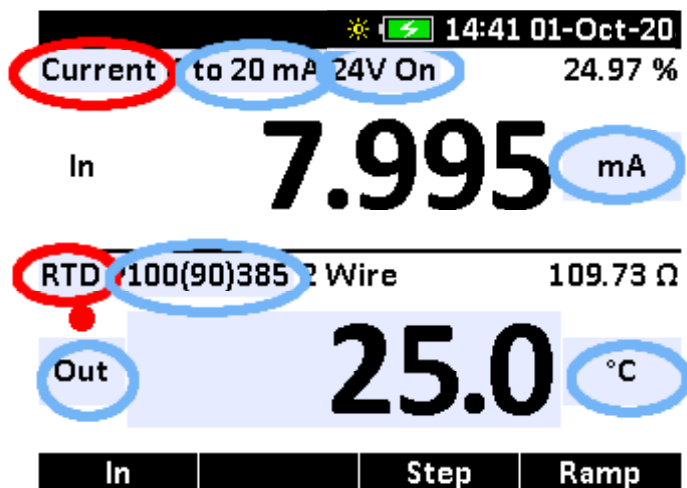 14:41 01-Oct-20
Current to 20 mA 24V On 24.97 %
In 7.995 mA
RTD 100(90)385 Wire 109.73 Ω
Out 25.0 °C
In Step Ramp